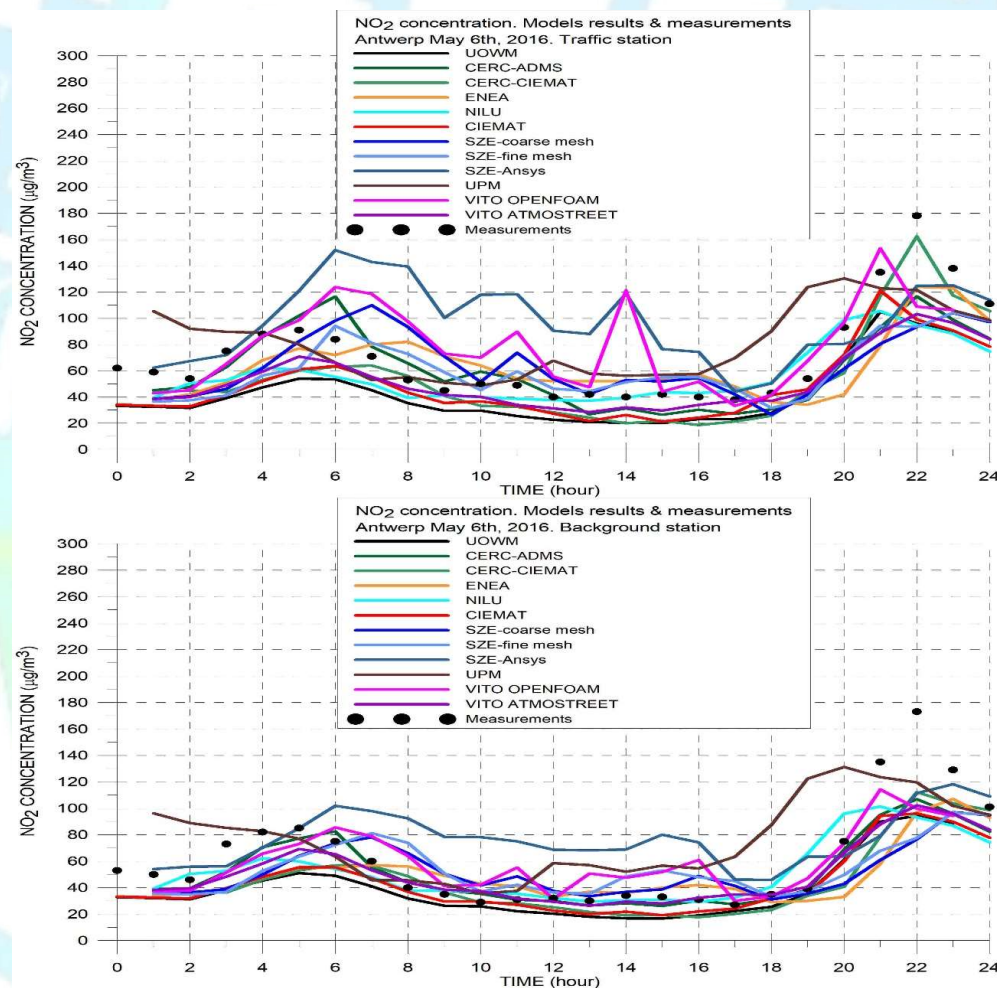 NO₂ concentration. Models results & measurements
Antwerp May 6th, 2016. Traffic station
UOWM
CERC-ADMS
CERC-CIEMAT
ENEA
NILU
CIEMAT
SZE-coarse mesh
SZE-fine mesh
SZE-Ansys
UPM
VITO OPENFOAM
VITO ATMOSTREET
Measurements
NO₂ CONCENTRATION (μg/m³)
300
280
260
240
220
200
180
160
140
120
100
80
60
40
20
0
0 2 4 6 8 10 12 14 16 18 20 22 24
TIME (hour)
NO₂ concentration. Models results & measurements
Antwerp May 6th, 2016. Background station
UOWM
CERC-ADMS
CERC-CIEMAT
ENEA
NILU
CIEMAT
SZE-coarse mesh
SZE-fine mesh
SZE-Ansys
UPM
VITO OPENFOAM
VITO ATMOSTREET
Measurements
NO₂ CONCENTRATION (μg/m³)
300
280
260
240
220
200
180
160
140
120
100
80
60
40
20
0
0 2 4 6 8 10 12 14 16 18 20 22 24
TIME (hour)